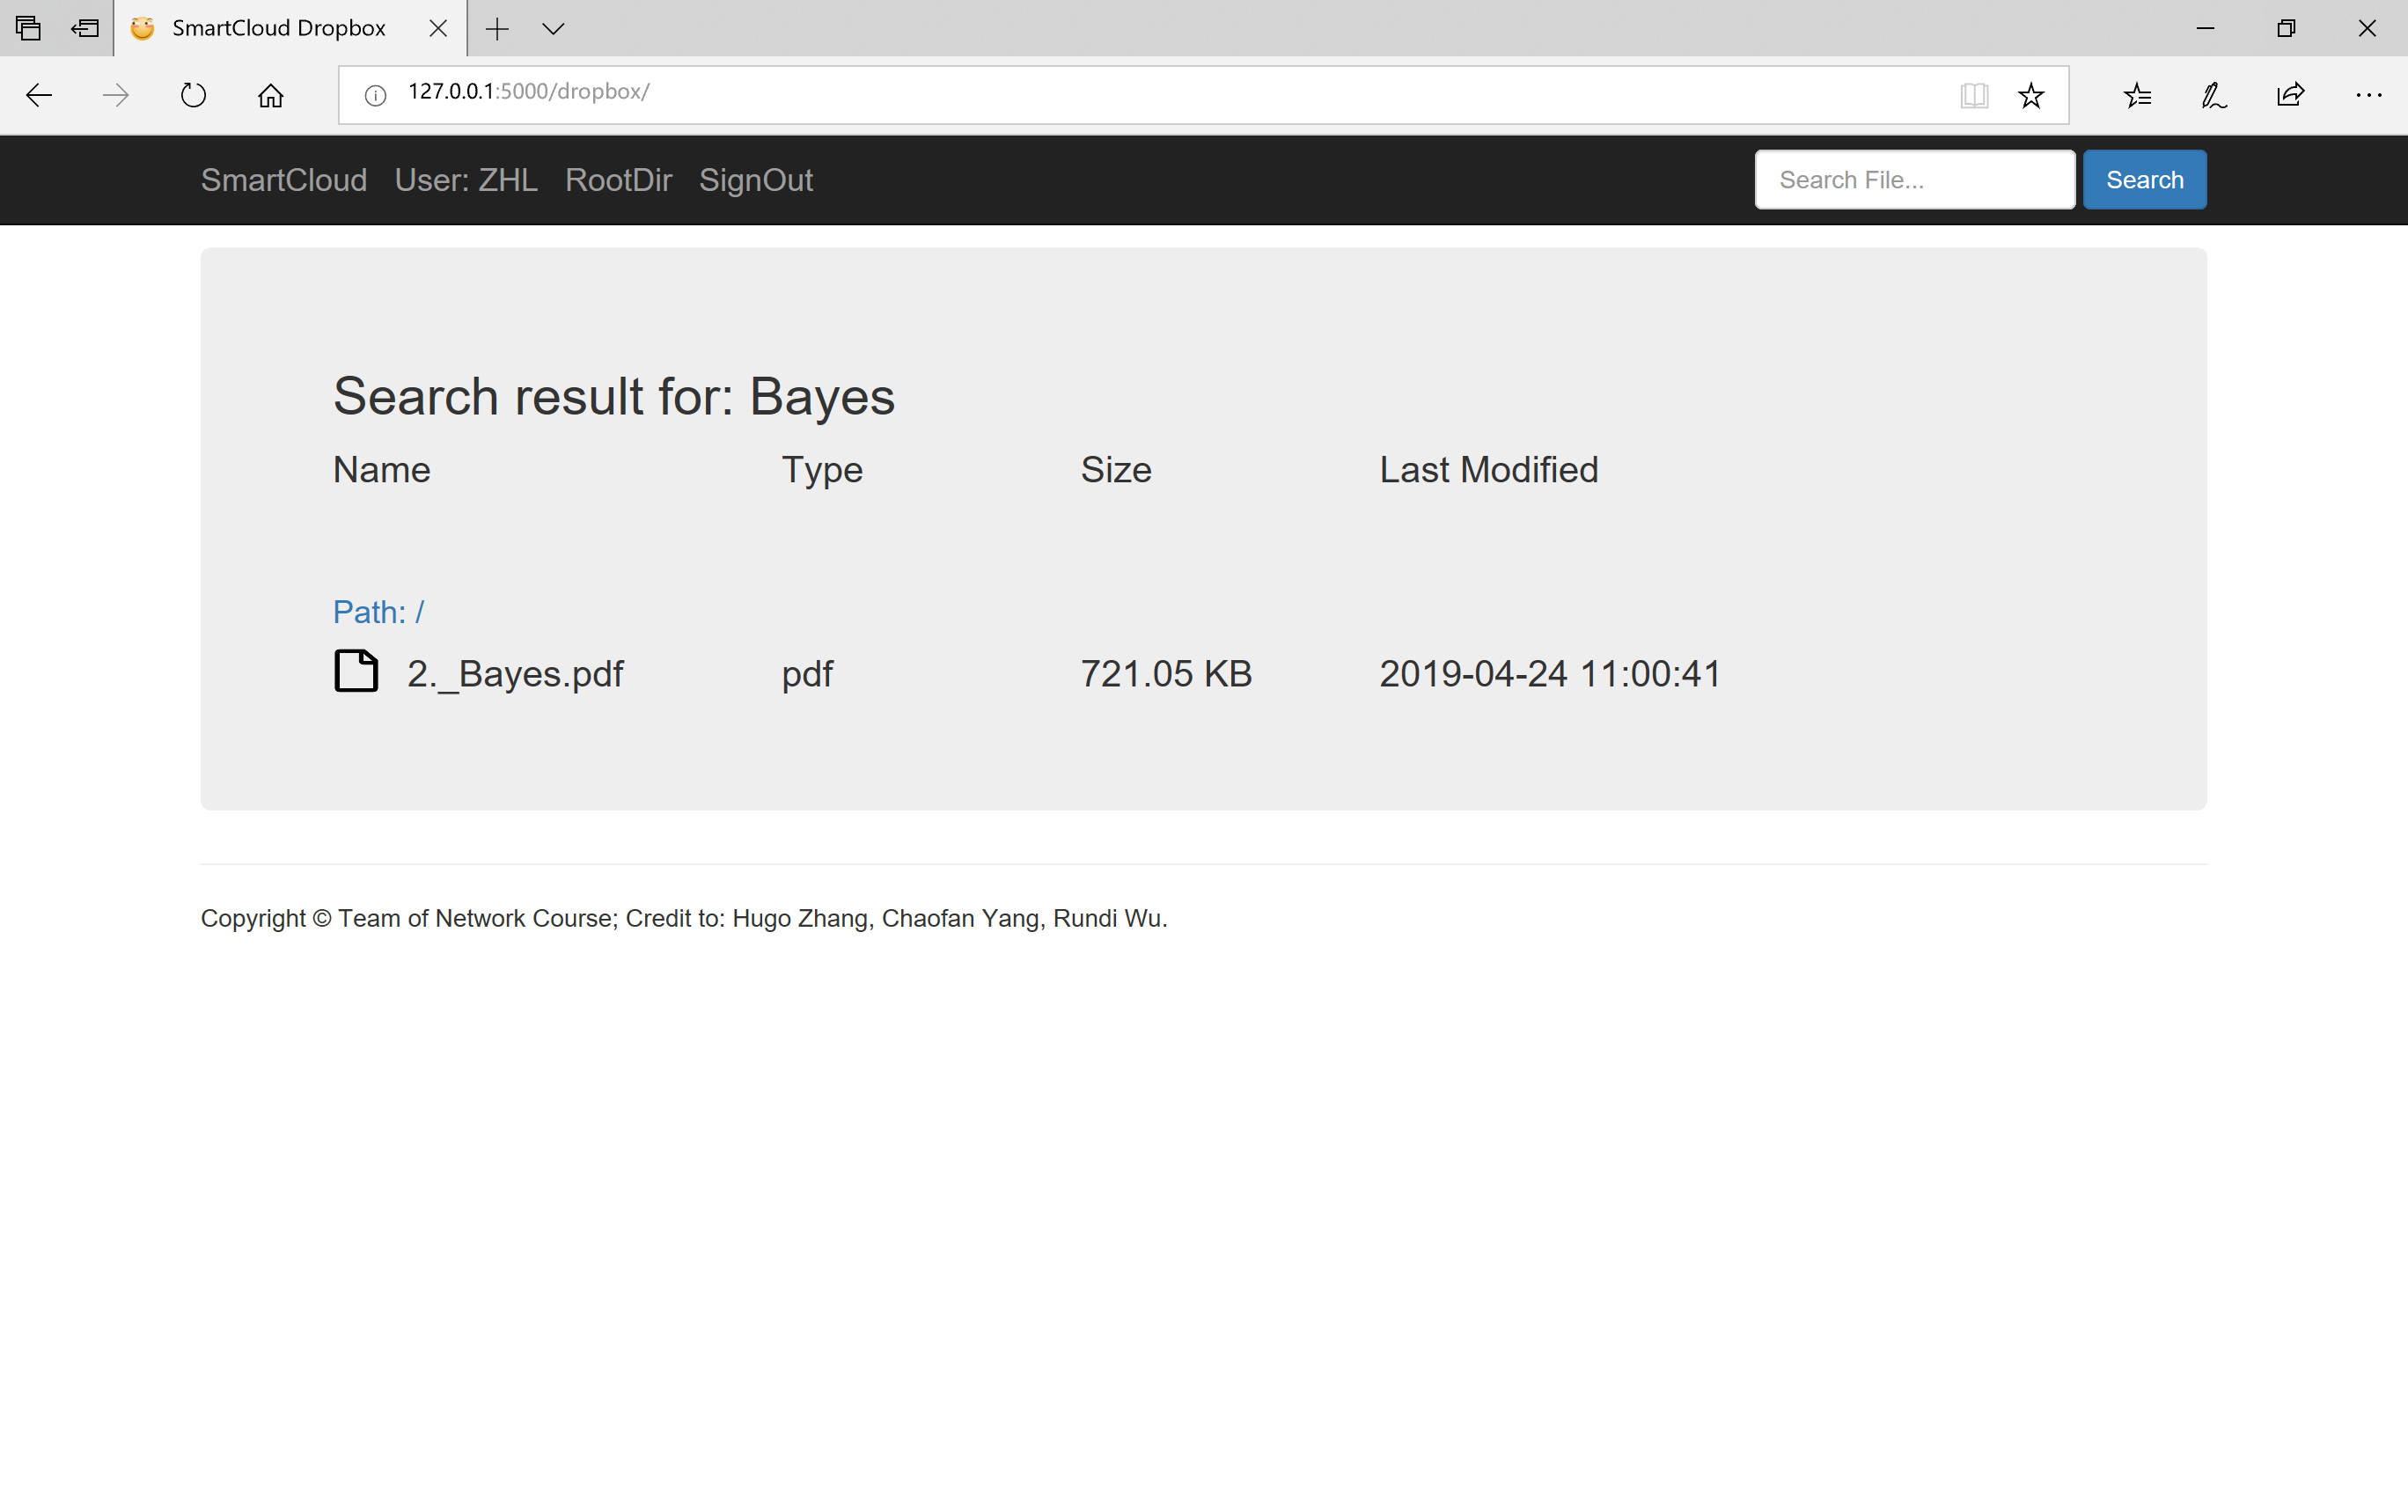 SmartCloud Dropbox
127.0.0.1:5000/dropbox/
SmartCloud User: ZHL RootDir SignOut Search File... Search
Search result for: Bayes
Name Type Size Last Modified
Path: /
2._Bayes.pdf pdf 721.05 KB 2019-04-24 11:00:41
Copyright © Team of Network Course; Credit to: Hugo Zhang, Chaofan Yang, Rundi Wu.